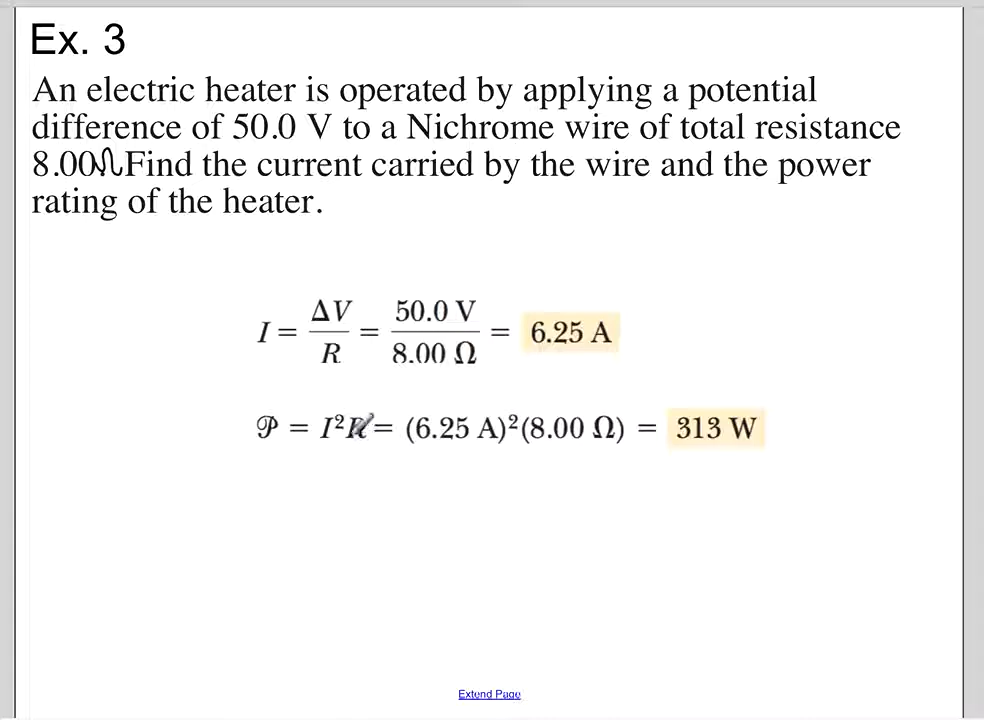 Ex. 3
An electric heater is operated by applying a potential
difference of 50.0 V to a Nichrome wire of total resistance
8.00Ω.Find the current carried by the wire and the power
rating of the heater.
I = ΔV/R = 50.0 V/8.00 Ω = 6.25 A
𝒫 = I²R = (6.25 A)²(8.00 Ω) = 313 W
Extend Page